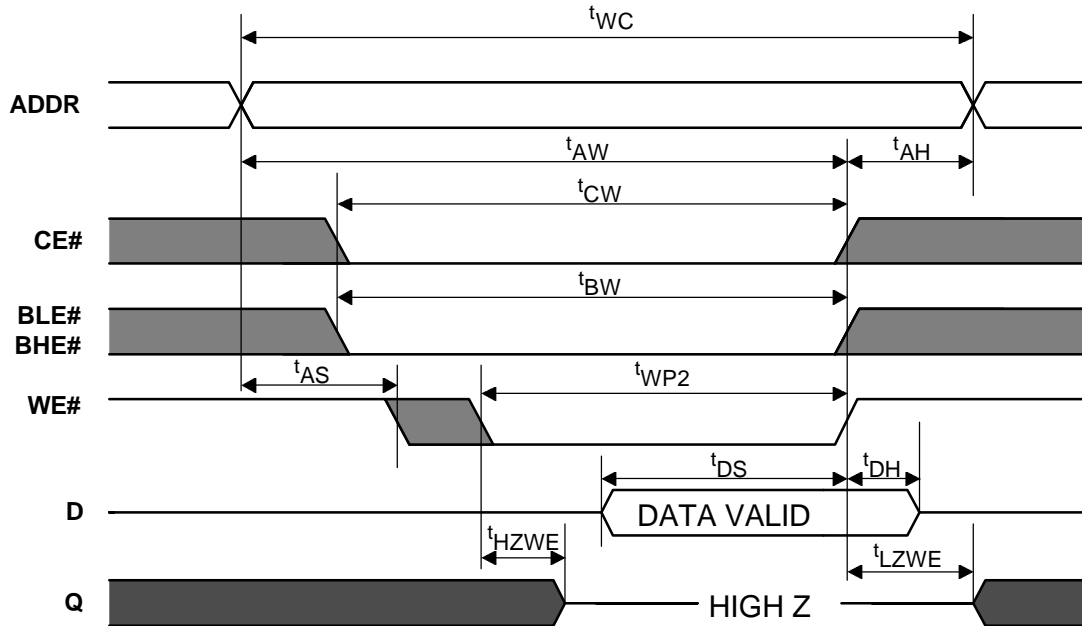 tWC
ADDR
tAW
tAH
tCW
CE#
tBW
BLE#
BHE#
tAS
tWP2
WE#
tDS
tDH
D
DATA VALID
tHZWE
tLZWE
Q
HIGH Z